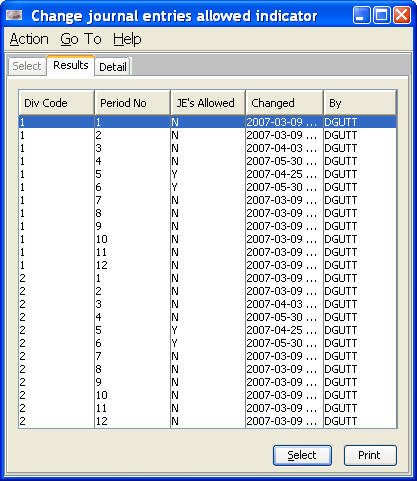 Change journal entries allowed indicator
Action Go To Help
Select Results Detail
Div Code Period No JE's Allowed Changed By
1 1 N 2007-03-09 ... DGUTT
1 2 N 2007-03-09 ... DGUTT
1 3 N 2007-04-03 ... DGUTT
1 4 N 2007-05-30 ... DGUTT
1 5 Y 2007-04-25 ... DGUTT
1 6 Y 2007-05-30 ... DGUTT
1 7 N 2007-03-09 ... DGUTT
1 8 N 2007-03-09 ... DGUTT
1 9 N 2007-03-09 ... DGUTT
1 10 N 2007-03-09 ... DGUTT
1 11 N 2007-03-09 ... DGUTT
1 12 N 2007-03-09 ... DGUTT
2 1 N 2007-03-09 ... DGUTT
2 2 N 2007-03-09 ... DGUTT
2 3 N 2007-04-03 ... DGUTT
2 4 N 2007-05-30 ... DGUTT
2 5 Y 2007-04-25 ... DGUTT
2 6 Y 2007-05-30 ... DGUTT
2 7 N 2007-03-09 ... DGUTT
2 8 N 2007-03-09 ... DGUTT
2 9 N 2007-03-09 ... DGUTT
2 10 N 2007-03-09 ... DGUTT
2 11 N 2007-03-09 ... DGUTT
2 12 N 2007-03-09 ... DGUTT
Select Print